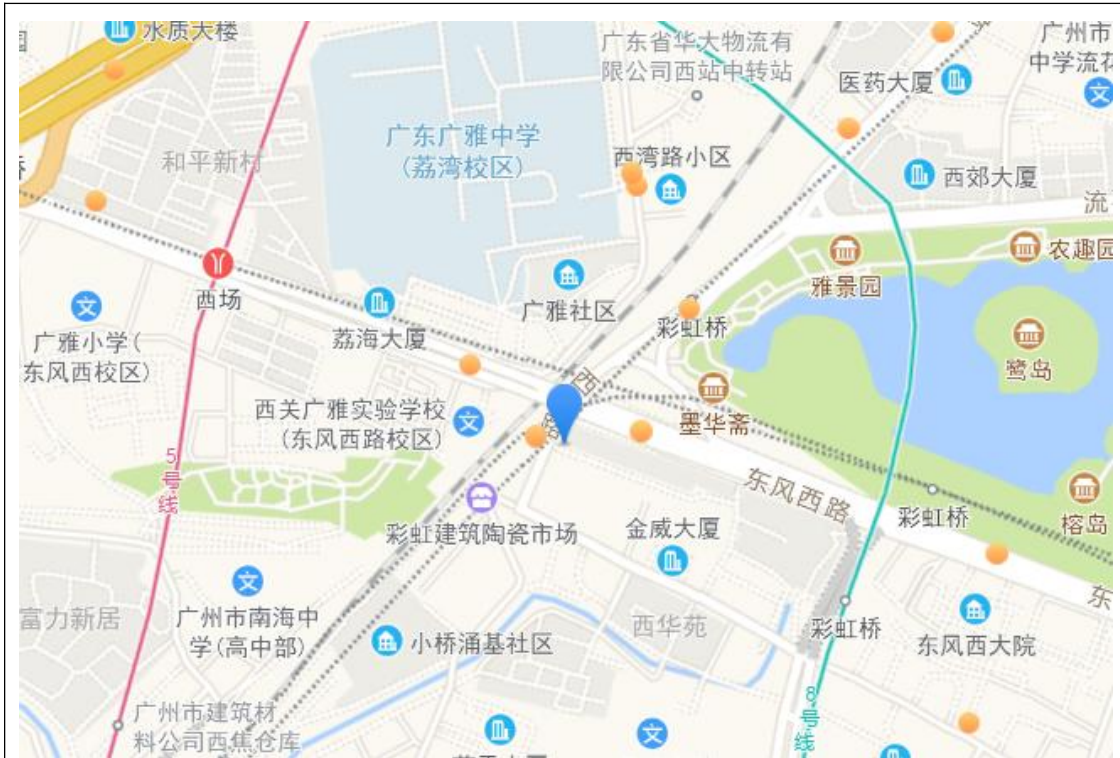 水质大楼
广东省华大物流有
限公司西站中转站
广州市
中学流花
医药大厦
广东广雅中学
(荔湾校区)
和平新村
西湾路小区
西郊大厦
流
农趣园
雅景园
西场
广雅社区
彩虹桥
荔海大厦
广雅小学(
东风西校区)
鹭岛
西
路
墨华斋
西关广雅实验学校
(东风西路校区)
5号线
东风西路
彩虹桥
榕岛
彩虹建筑陶瓷市场
金威大厦
东
富力新居
广州市南海中
学(高中部)
小桥涌基社区
西华苑
彩虹桥
东风西大院
8号线
广州市建筑材
料公司西焦仓库